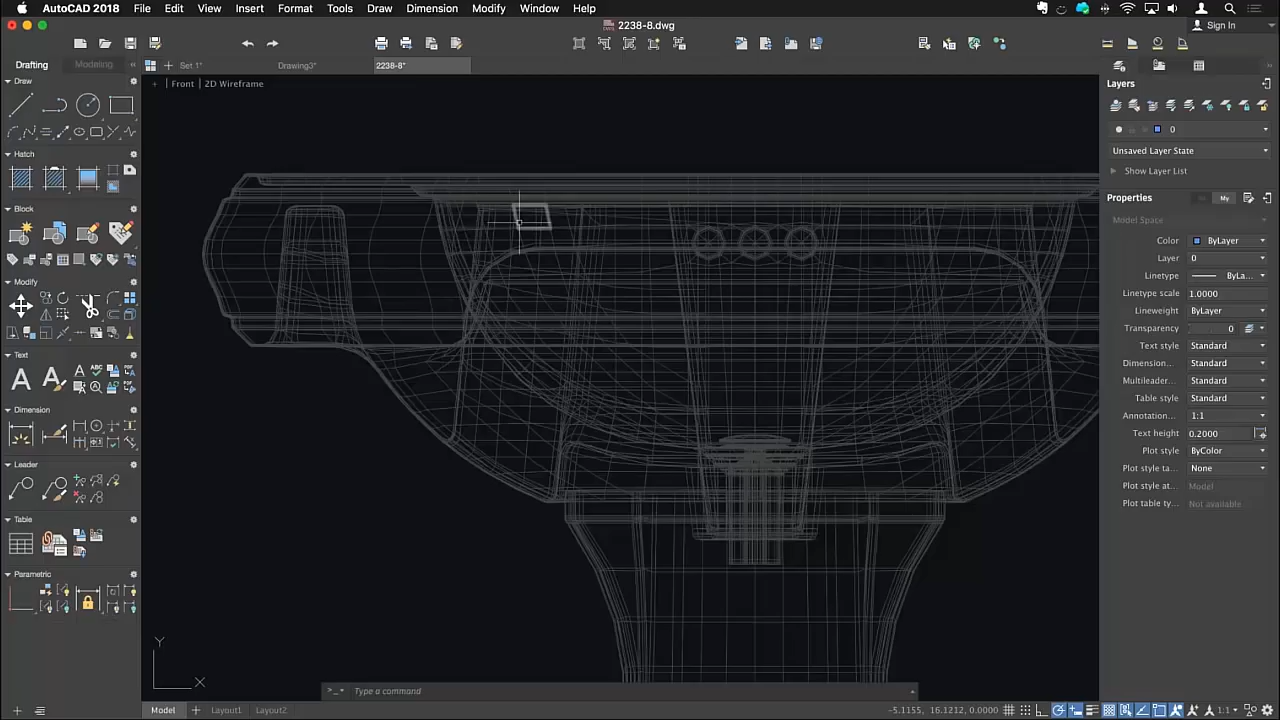 AutoCAD 2018 File Edit View Insert Format Tools Draw Dimension Modify Window Help
2238-8.dwg
Sign In
Drafting Modeling
Set 1*
Drawing3*
2238-8*
Draw
Front 2D Wireframe
Hatch
Block
Modify
Text
Dimension
Leader
Table
Parametric
Layers
0
Unsaved Layer State
Show Layer List
Properties
My
Model Space
Color ByLayer
Layer 0
Linetype ByLa...
Linetype scale 1.0000
Lineweight ByLayer
Transparency 0
Text style Standard
Dimension... Standard
Multileader... Standard
Table style Standard
Annotation... 1:1
Text height 0.2000
Plot style ByColor
Plot style ta... None
Plot style at... Model
Plot table ty... Not available
Y
X
>_ Type a command
Model
Layout1
Layout2
-5.1155, 16.1212, 0.0000
1:1